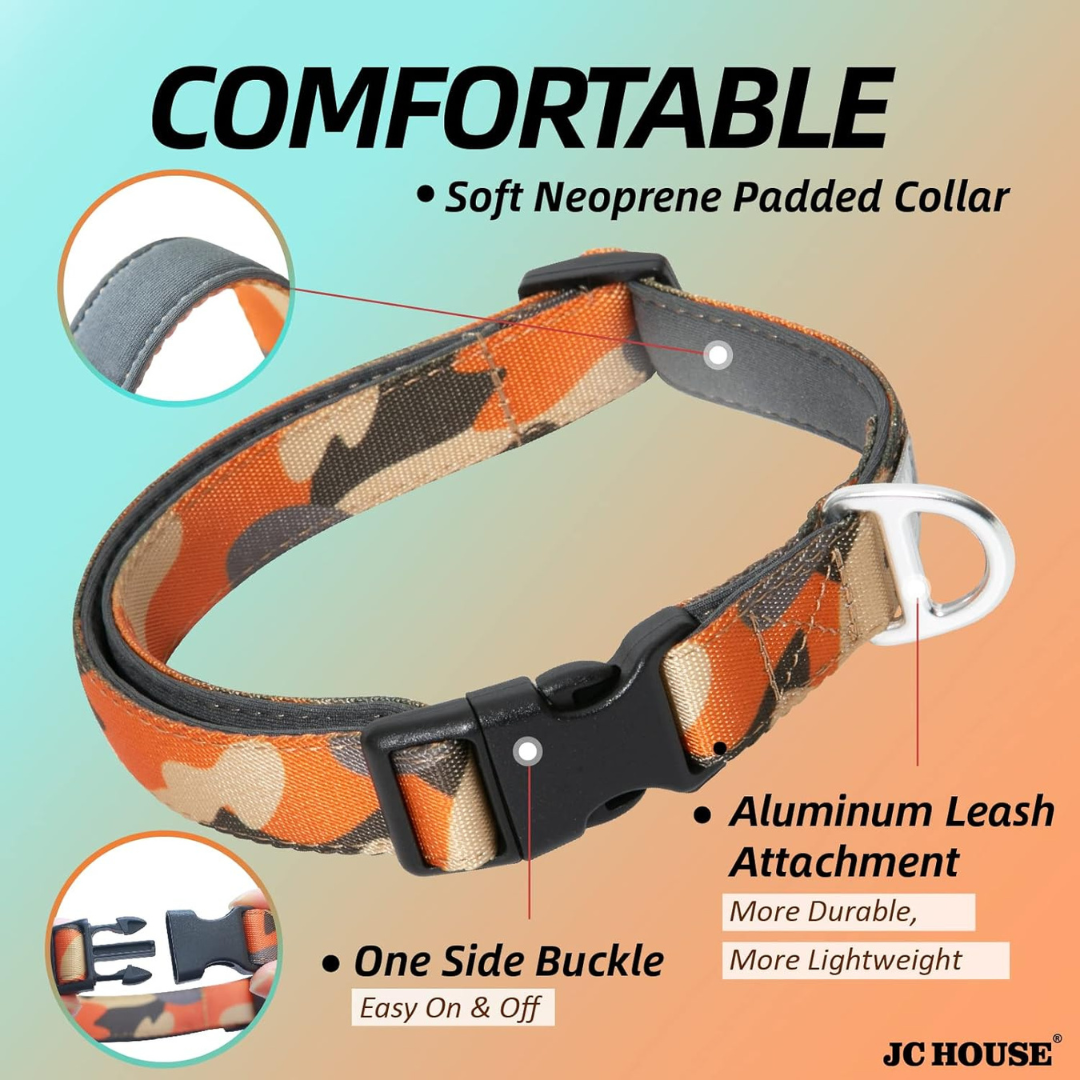 COMFORTABLE
• Soft Neoprene Padded Collar
• Aluminum Leash
Attachment
More Durable,
More Lightweight
• One Side Buckle
Easy On & Off
JC HOUSE®